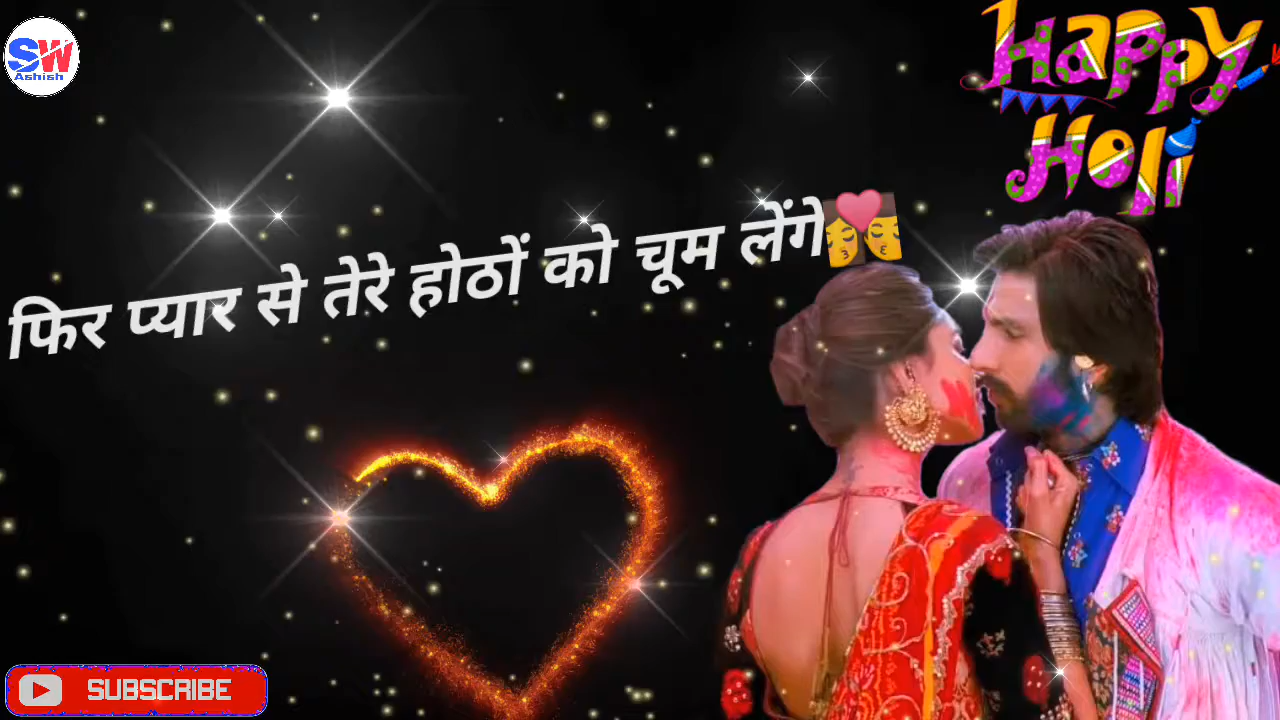 SW
Ashish
Happy
Holi
फिर प्यार से तेरे होठों को चूम लेंगे💏
SUBSCRIBE